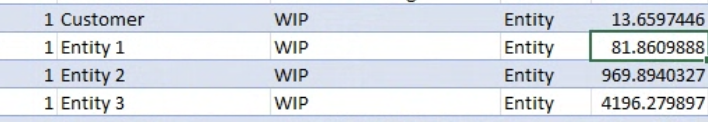 1 Customer WIP Entity 13.6597446
1 Entity 1 WIP Entity 81.8609888
1 Entity 2 WIP Entity 969.8940327
1 Entity 3 WIP Entity 4196.279897